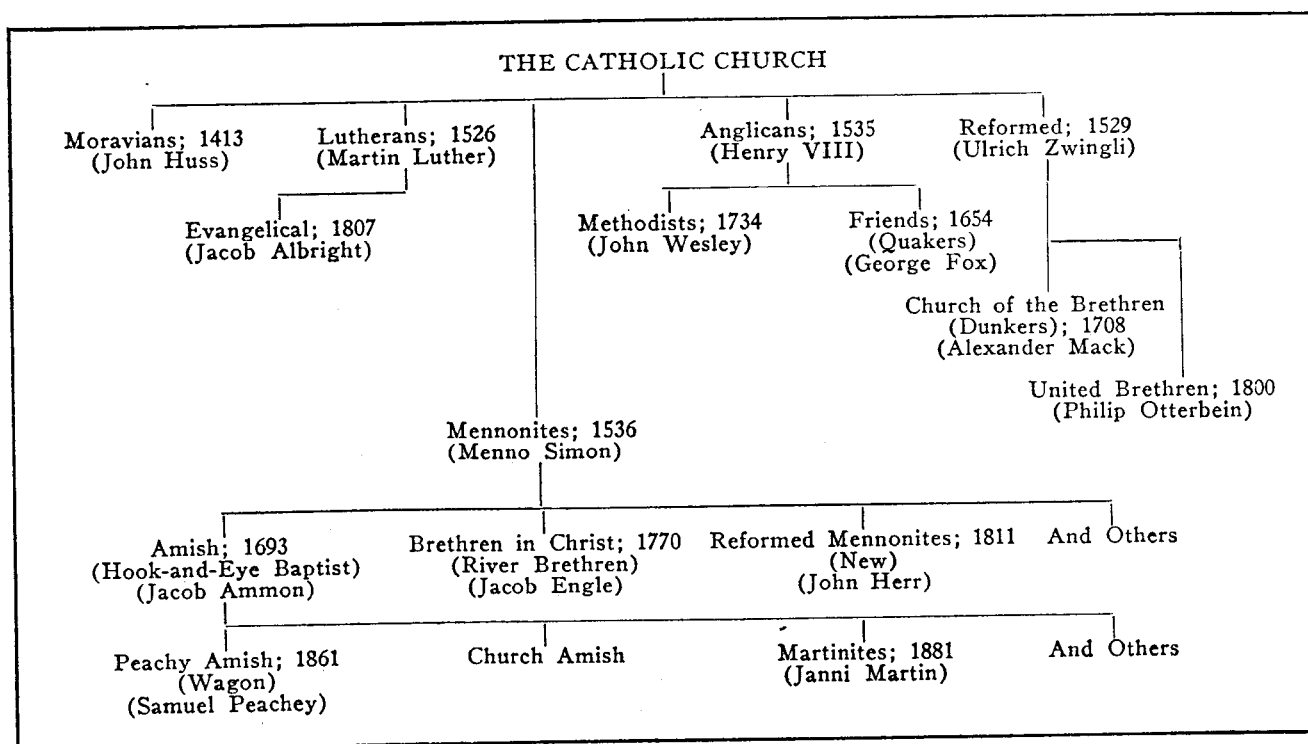 THE CATHOLIC CHURCH
Moravians; 1413
(John Huss)
Lutherans; 1526
(Martin Luther)
Anglicans; 1535
(Henry VIII)
Reformed; 1529
(Ulrich Zwingli)
Evangelical; 1807
(Jacob Albright)
Methodists; 1734
(John Wesley)
Friends; 1654
(Quakers)
(George Fox)
Church of the Brethren
(Dunkers); 1708
(Alexander Mack)
United Brethren; 1800
(Philip Otterbein)
Mennonites; 1536
(Menno Simon)
Amish; 1693
(Hook-and-Eye Baptist)
(Jacob Ammon)
Brethren in Christ; 1770
(River Brethren)
(Jacob Engle)
Reformed Mennonites; 1811
(New)
(John Herr)
And Others
Peachy Amish; 1861
(Wagon)
(Samuel Peachey)
Church Amish
Martinites; 1881
(Janni Martin)
And Others